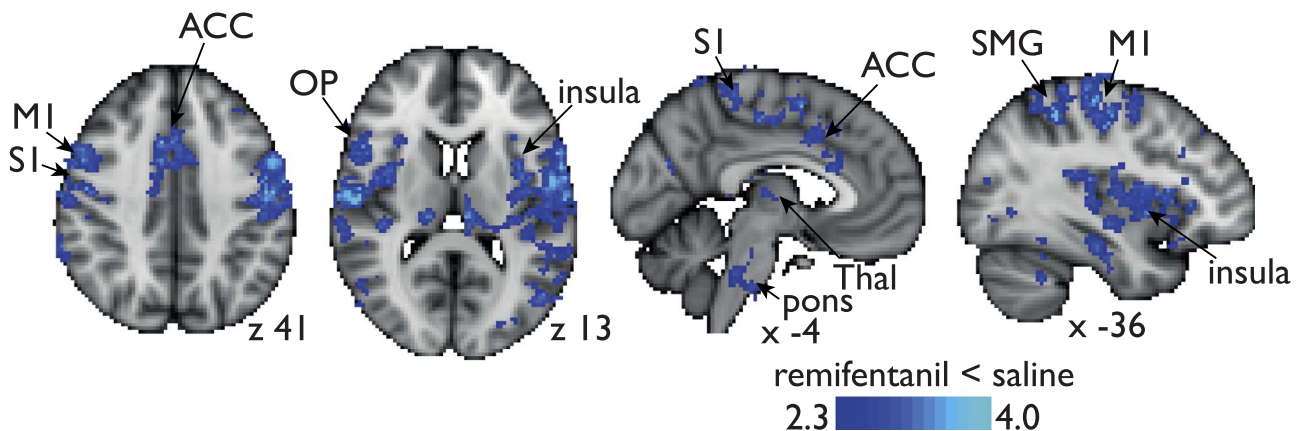 ACC
M1
S1
z 41
OP
insula
z 13
S1
ACC
Thal
pons
x -4
SMG
M1
insula
x -36
remifentanil < saline
2.3 4.0